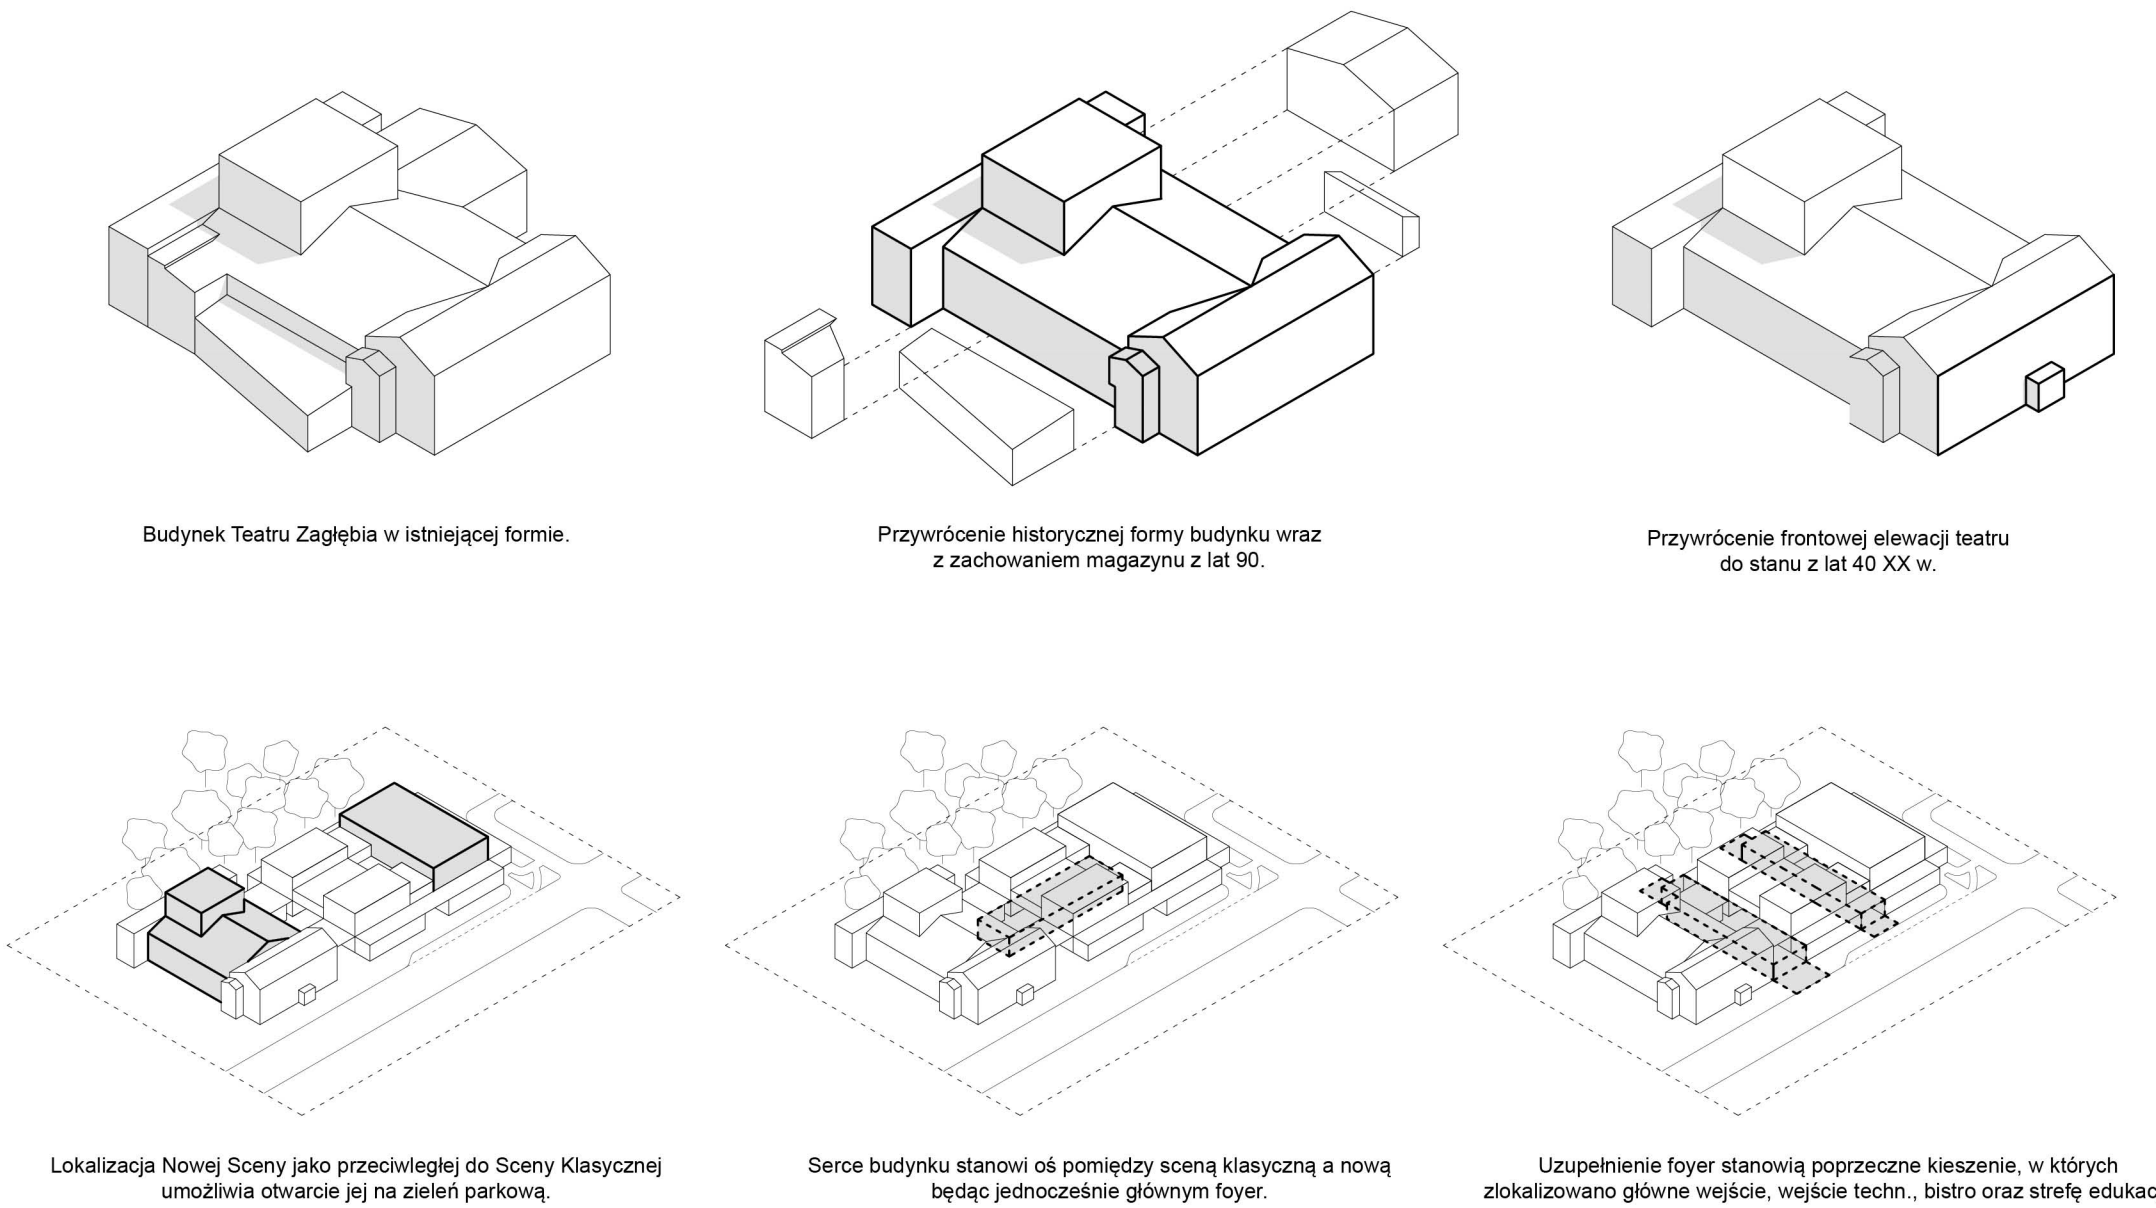 Budynek Teatru Zagłębia w istniejącej formie.
Przywrócenie historycznej formy budynku wraz
z zachowaniem magazynu z lat 90.
Przywrócenie frontowej elewacji teatru
do stanu z lat 40 XX w.
Lokalizacja Nowej Sceny jako przeciwległej do Sceny Klasycznej
umożliwia otwarcie jej na zieleń parkową.
Serce budynku stanowi oś pomiędzy sceną klasyczną a nową
będąc jednocześnie głównym foyer.
Uzupełnienie foyer stanowią poprzeczne kieszenie, w których
zlokalizowano główne wejście, wejście techn., bistro oraz strefę edukac